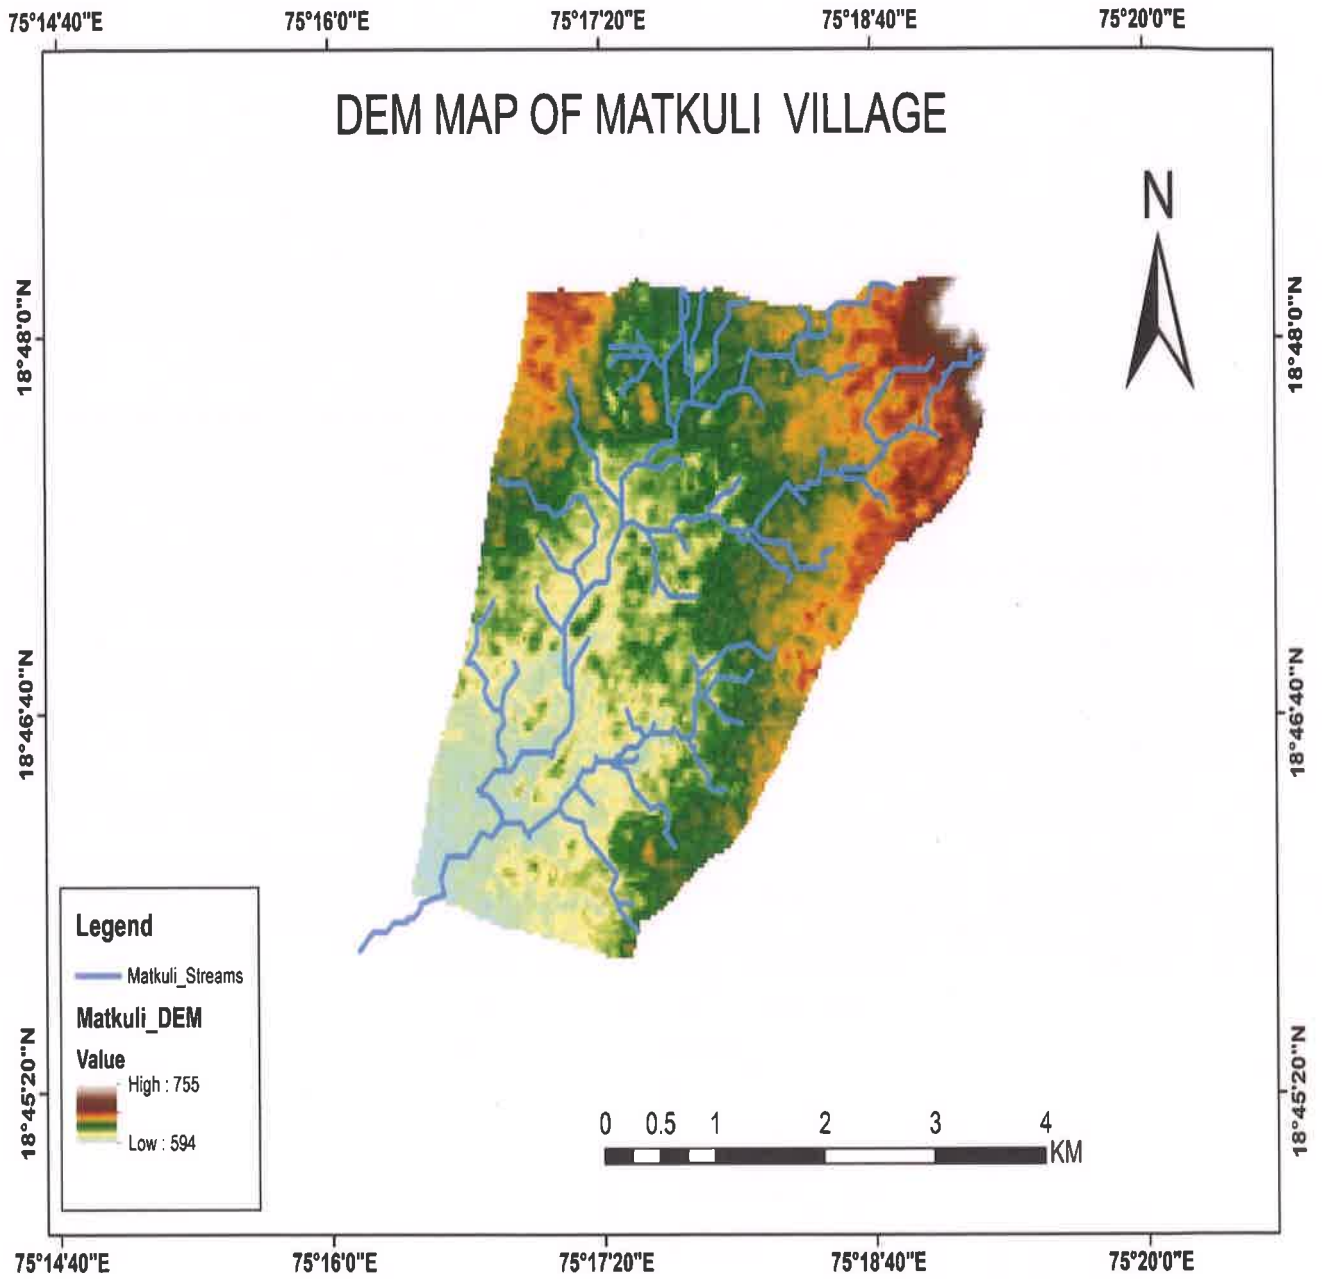 75°14'40"E 75°16'0"E 75°17'20"E 75°18'40"E 75°20'0"E
DEM MAP OF MATKULI VILLAGE
N
18°48'0"N 18°48'0"N
18°46'40"N 18°46'40"N
Legend
Matkuli_Streams
Matkuli_DEM
Value
High : 755
Low : 594
18°45'20"N 18°45'20"N
0 0.5 1 2 3 4
KM
75°14'40"E 75°16'0"E 75°17'20"E 75°18'40"E 75°20'0"E